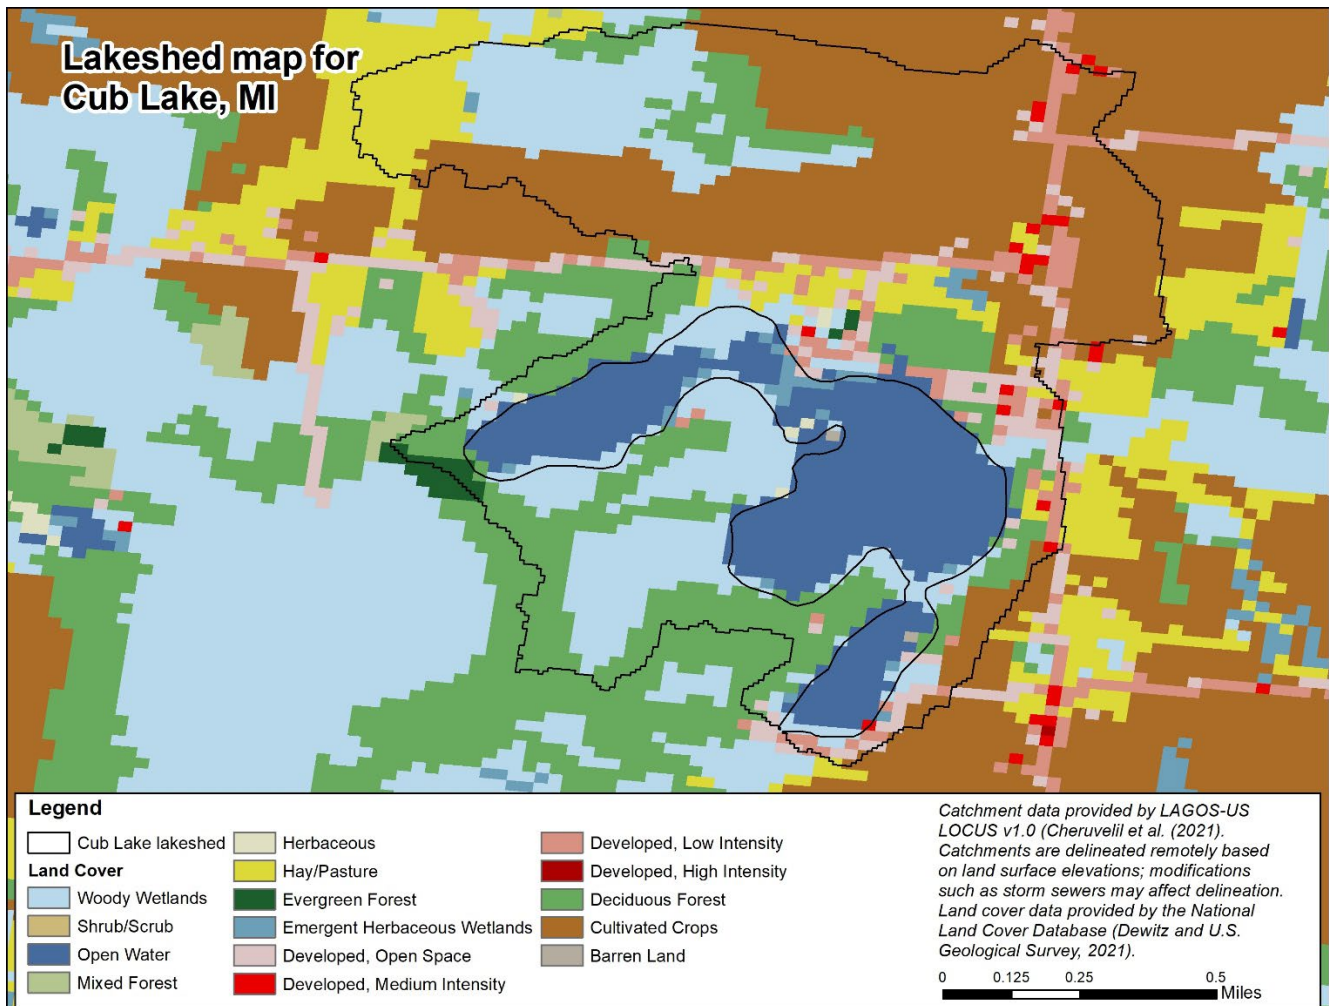 Lakeshed map for
Cub Lake, MI
Legend
Cub Lake lakeshed
Land Cover
Woody Wetlands
Shrub/Scrub
Open Water
Mixed Forest
Herbaceous
Hay/Pasture
Evergreen Forest
Emergent Herbaceous Wetlands
Developed, Open Space
Developed, Medium Intensity
Developed, Low Intensity
Developed, High Intensity
Deciduous Forest
Cultivated Crops
Barren Land
Catchment data provided by LAGOS-US
LOCUS v1.0 (Cheruvelil et al. (2021).
Catchments are delineated remotely based
on land surface elevations; modifications
such as storm sewers may affect delineation.
Land cover data provided by the National
Land Cover Database (Dewitz and U.S.
Geological Survey, 2021).
0 0.125 0.25 0.5
Miles